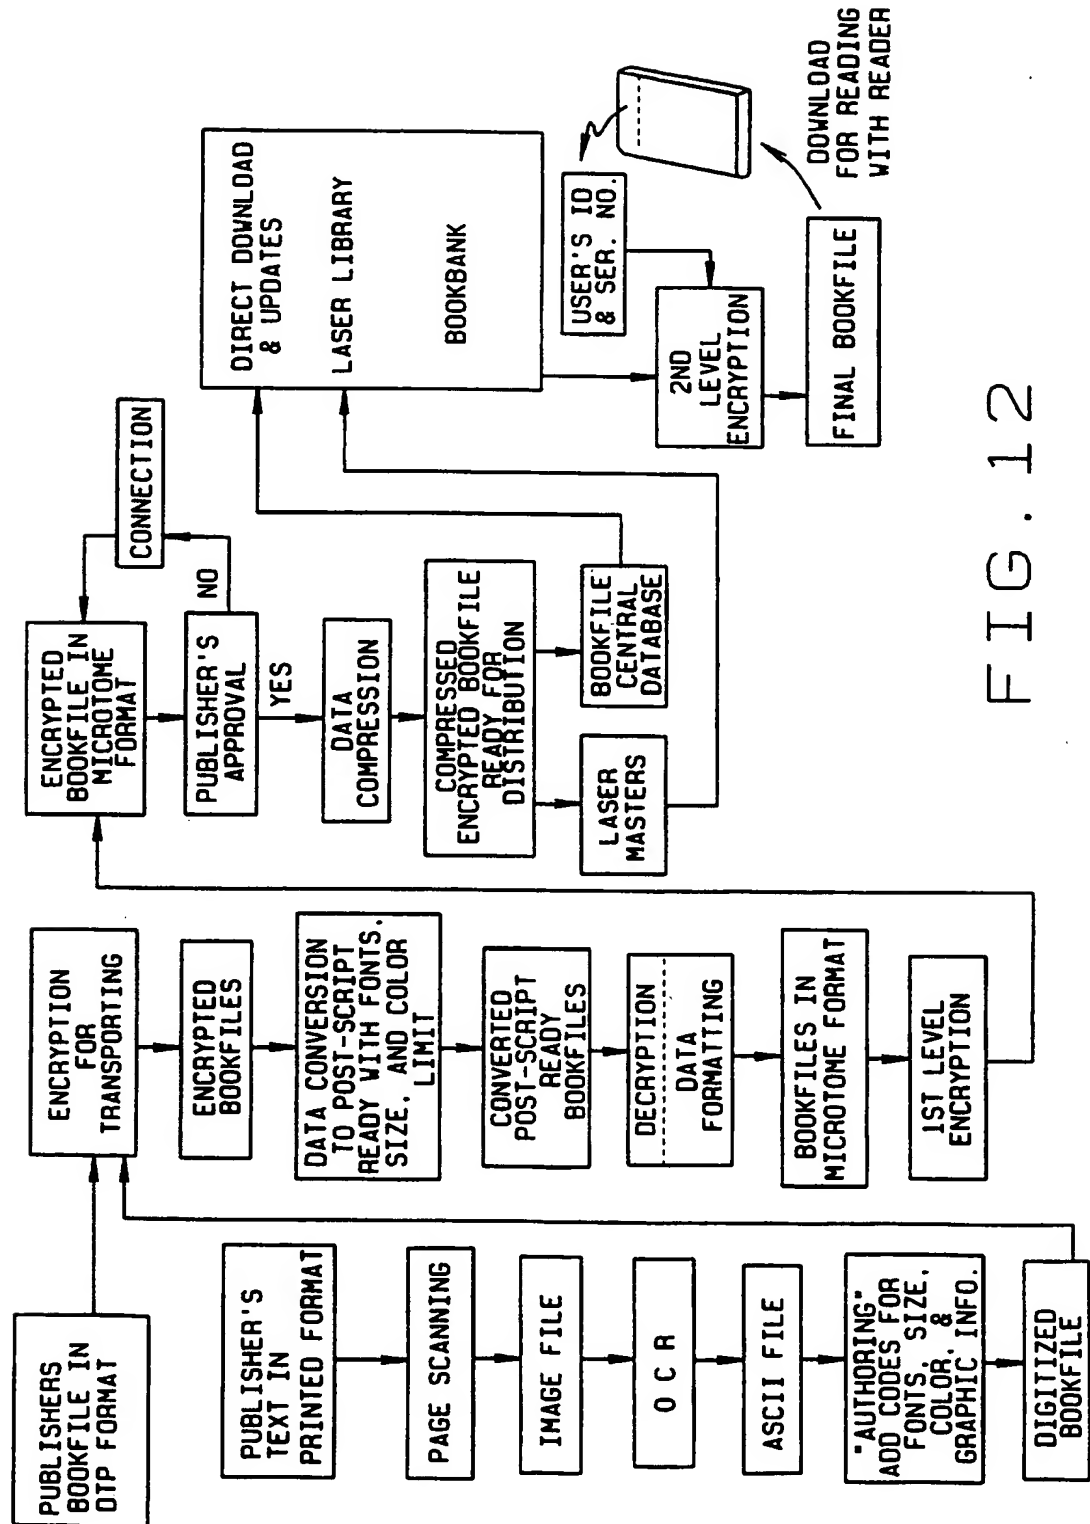 PUBLISHERS
BOOKFILE IN
DTP FORMAT
PUBLISHER'S
TEXT IN
PRINTED FORMAT
PAGE SCANNING
IMAGE FILE
O C R
ASCII FILE
"AUTHORING"
ADD CODES FOR
FONTS, SIZE,
COLOR, &
GRAPHIC INFO.
DIGITIZED
BOOKFILE
ENCRYPTION
FOR
TRANSPORTING
ENCRYPTED
BOOKFILES
DATA CONVERSION
TO POST-SCRIPT
READY WITH FONTS,
SIZE, AND COLOR
LIMIT
CONVERTED
POST-SCRIPT
READY
BOOKFILES
DECRYPTION
DATA
FORMATTING
BOOKFILES IN
MICROTOME FORMAT
1ST LEVEL
ENCRYPTION
ENCRYPTED
BOOKFILE IN
MICROTOME
FORMAT
CONNECTION
PUBLISHER'S
APPROVAL
NO
YES
DATA
COMPRESSION
COMPRESSED
ENCRYPTED BOOKFILE
READY FOR
DISTRIBUTION
LASER
MASTERS
BOOKFILE
CENTRAL
DATABASE
DIRECT DOWNLOAD
& UPDATES
LASER LIBRARY
BOOKBANK
USER'S ID
& SER. NO.
2ND
LEVEL
ENCRYPTION
FINAL BOOKFILE
DOWNLOAD
FOR READING
WITH READER
FIG. 12